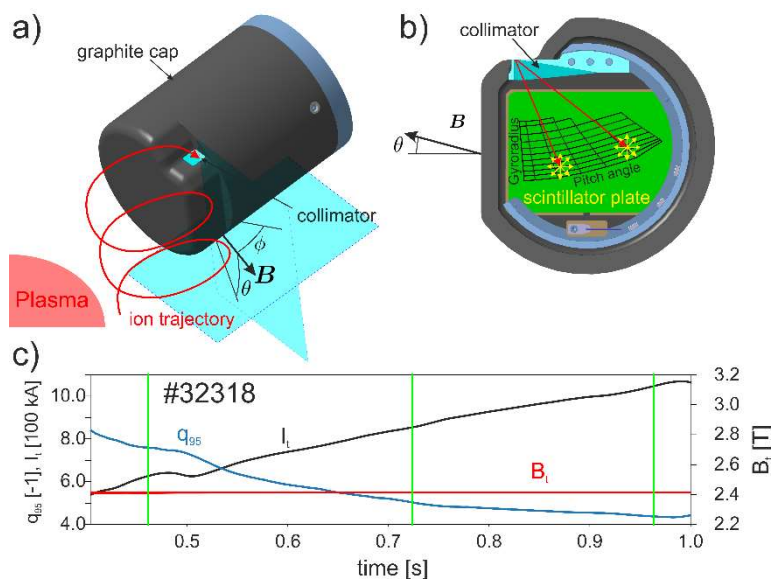 a)
graphite cap
collimator
ϕ
B
θ
Plasma
ion trajectory
b)
collimator
B
θ
Gyroradius
Pitch angle
scintillator plate
c)
#32318
q₉₅
Iₜ
Bₜ
q₉₅ [-1], Iₜ [100 kA]
10.0
8.0
6.0
4.0
Bₜ [T]
3.2
3.0
2.8
2.6
2.4
2.2
0.5 0.6 0.7 0.8 0.9 1.0
time [s]